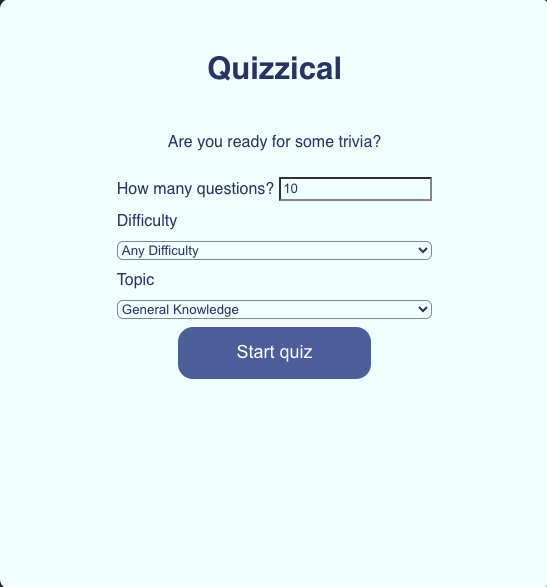 Quizzical
Are you ready for some trivia?
How many questions? 10
Difficulty
Any Difficulty
Topic
General Knowledge
Start quiz